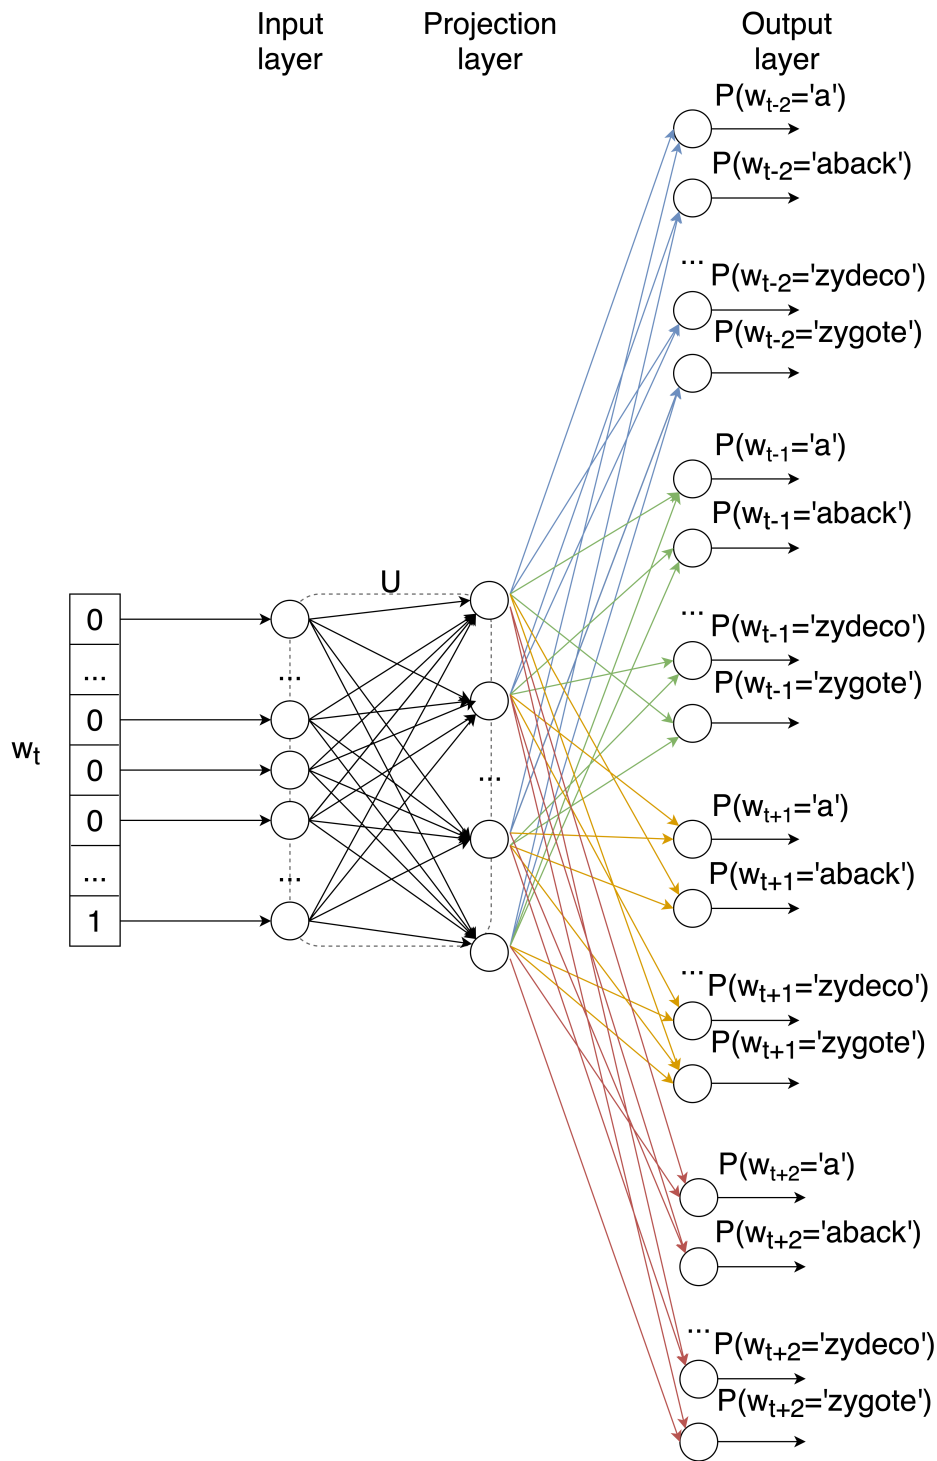 Input
layer
Projection
layer
Output
layer
P(wt-2='a')
P(wt-2='aback')
...
P(wt-2='zydeco')
P(wt-2='zygote')
P(wt-1='a')
P(wt-1='aback')
...
P(wt-1='zydeco')
P(wt-1='zygote')
U
wt
0
...
0
0
0
...
1
...
...
...
P(wt+1='a')
P(wt+1='aback')
...
P(wt+1='zydeco')
P(wt+1='zygote')
P(wt+2='a')
P(wt+2='aback')
...
P(wt+2='zydeco')
P(wt+2='zygote')